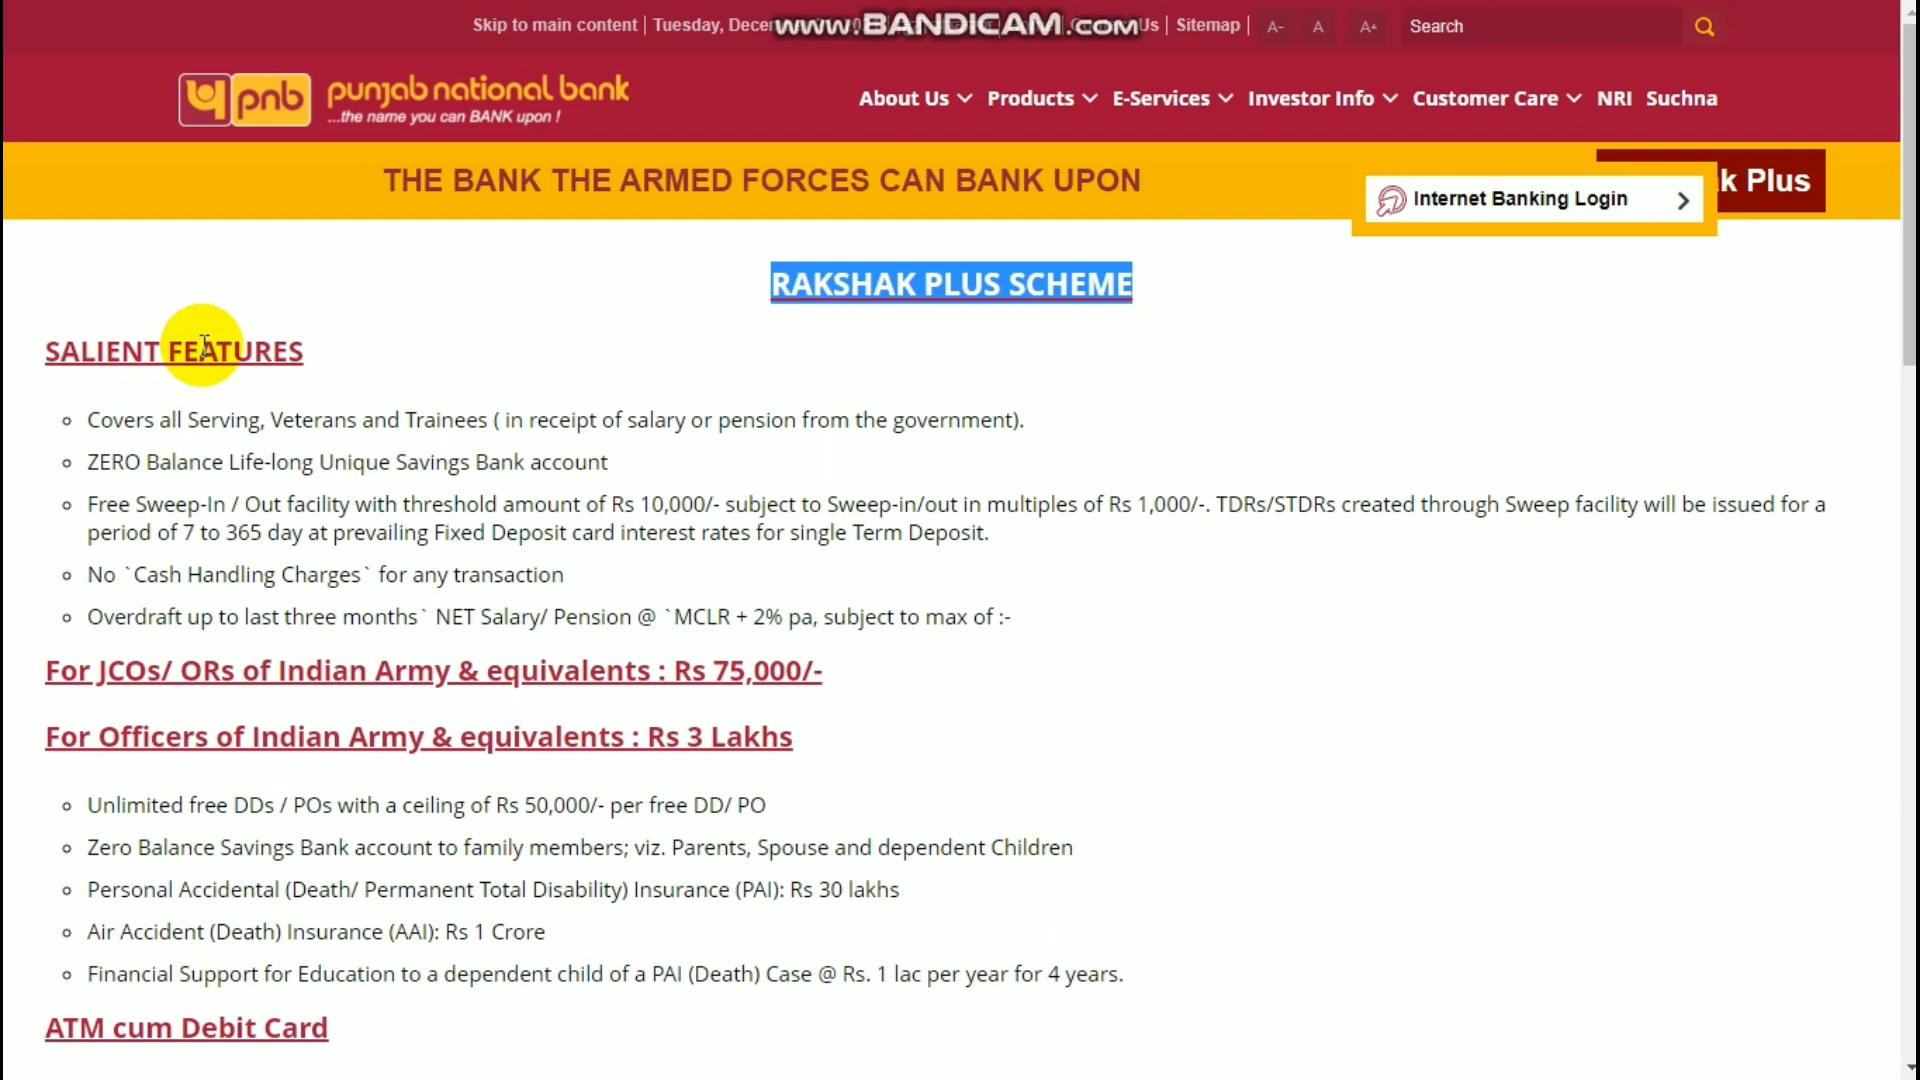 Skip to main content | Tuesday, Dece
www.BANDICAM.com
Us | Sitemap | A- A A+ Search
प pnb punjab national bank
...the name you can BANK upon !
About Us Products E-Services Investor Info Customer Care NRI Suchna
THE BANK THE ARMED FORCES CAN BANK UPON
k Plus
Internet Banking Login
RAKSHAK PLUS SCHEME
SALIENT FEATURES
Covers all Serving, Veterans and Trainees ( in receipt of salary or pension from the government).
ZERO Balance Life-long Unique Savings Bank account
Free Sweep-In / Out facility with threshold amount of Rs 10,000/- subject to Sweep-in/out in multiples of Rs 1,000/-. TDRs/STDRs created through Sweep facility will be issued for a
period of 7 to 365 day at prevailing Fixed Deposit card interest rates for single Term Deposit.
No `Cash Handling Charges` for any transaction
Overdraft up to last three months` NET Salary/ Pension @ `MCLR + 2% pa, subject to max of :-
For JCOs/ ORs of Indian Army & equivalents : Rs 75,000/-
For Officers of Indian Army & equivalents : Rs 3 Lakhs
Unlimited free DDs / POs with a ceiling of Rs 50,000/- per free DD/ PO
Zero Balance Savings Bank account to family members; viz. Parents, Spouse and dependent Children
Personal Accidental (Death/ Permanent Total Disability) Insurance (PAI): Rs 30 lakhs
Air Accident (Death) Insurance (AAI): Rs 1 Crore
Financial Support for Education to a dependent child of a PAI (Death) Case @ Rs. 1 lac per year for 4 years.
ATM cum Debit Card